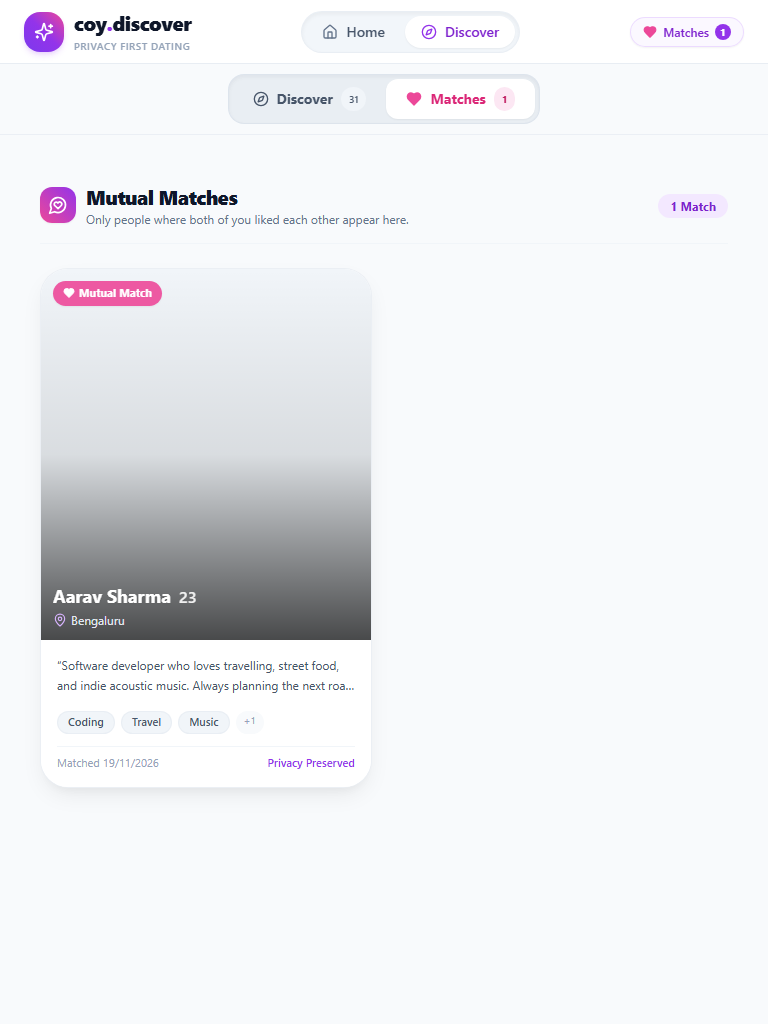 coy.discover
PRIVACY FIRST DATING
Home
Discover
Matches 1
Discover 31
Matches 1
Mutual Matches
Only people where both of you liked each other appear here.
1 Match
Mutual Match
Aarav Sharma 23
Bengaluru
“Software developer who loves travelling, street food,
and indie acoustic music. Always planning the next roa...
Coding
Travel
Music
+1
Matched 19/11/2026
Privacy Preserved